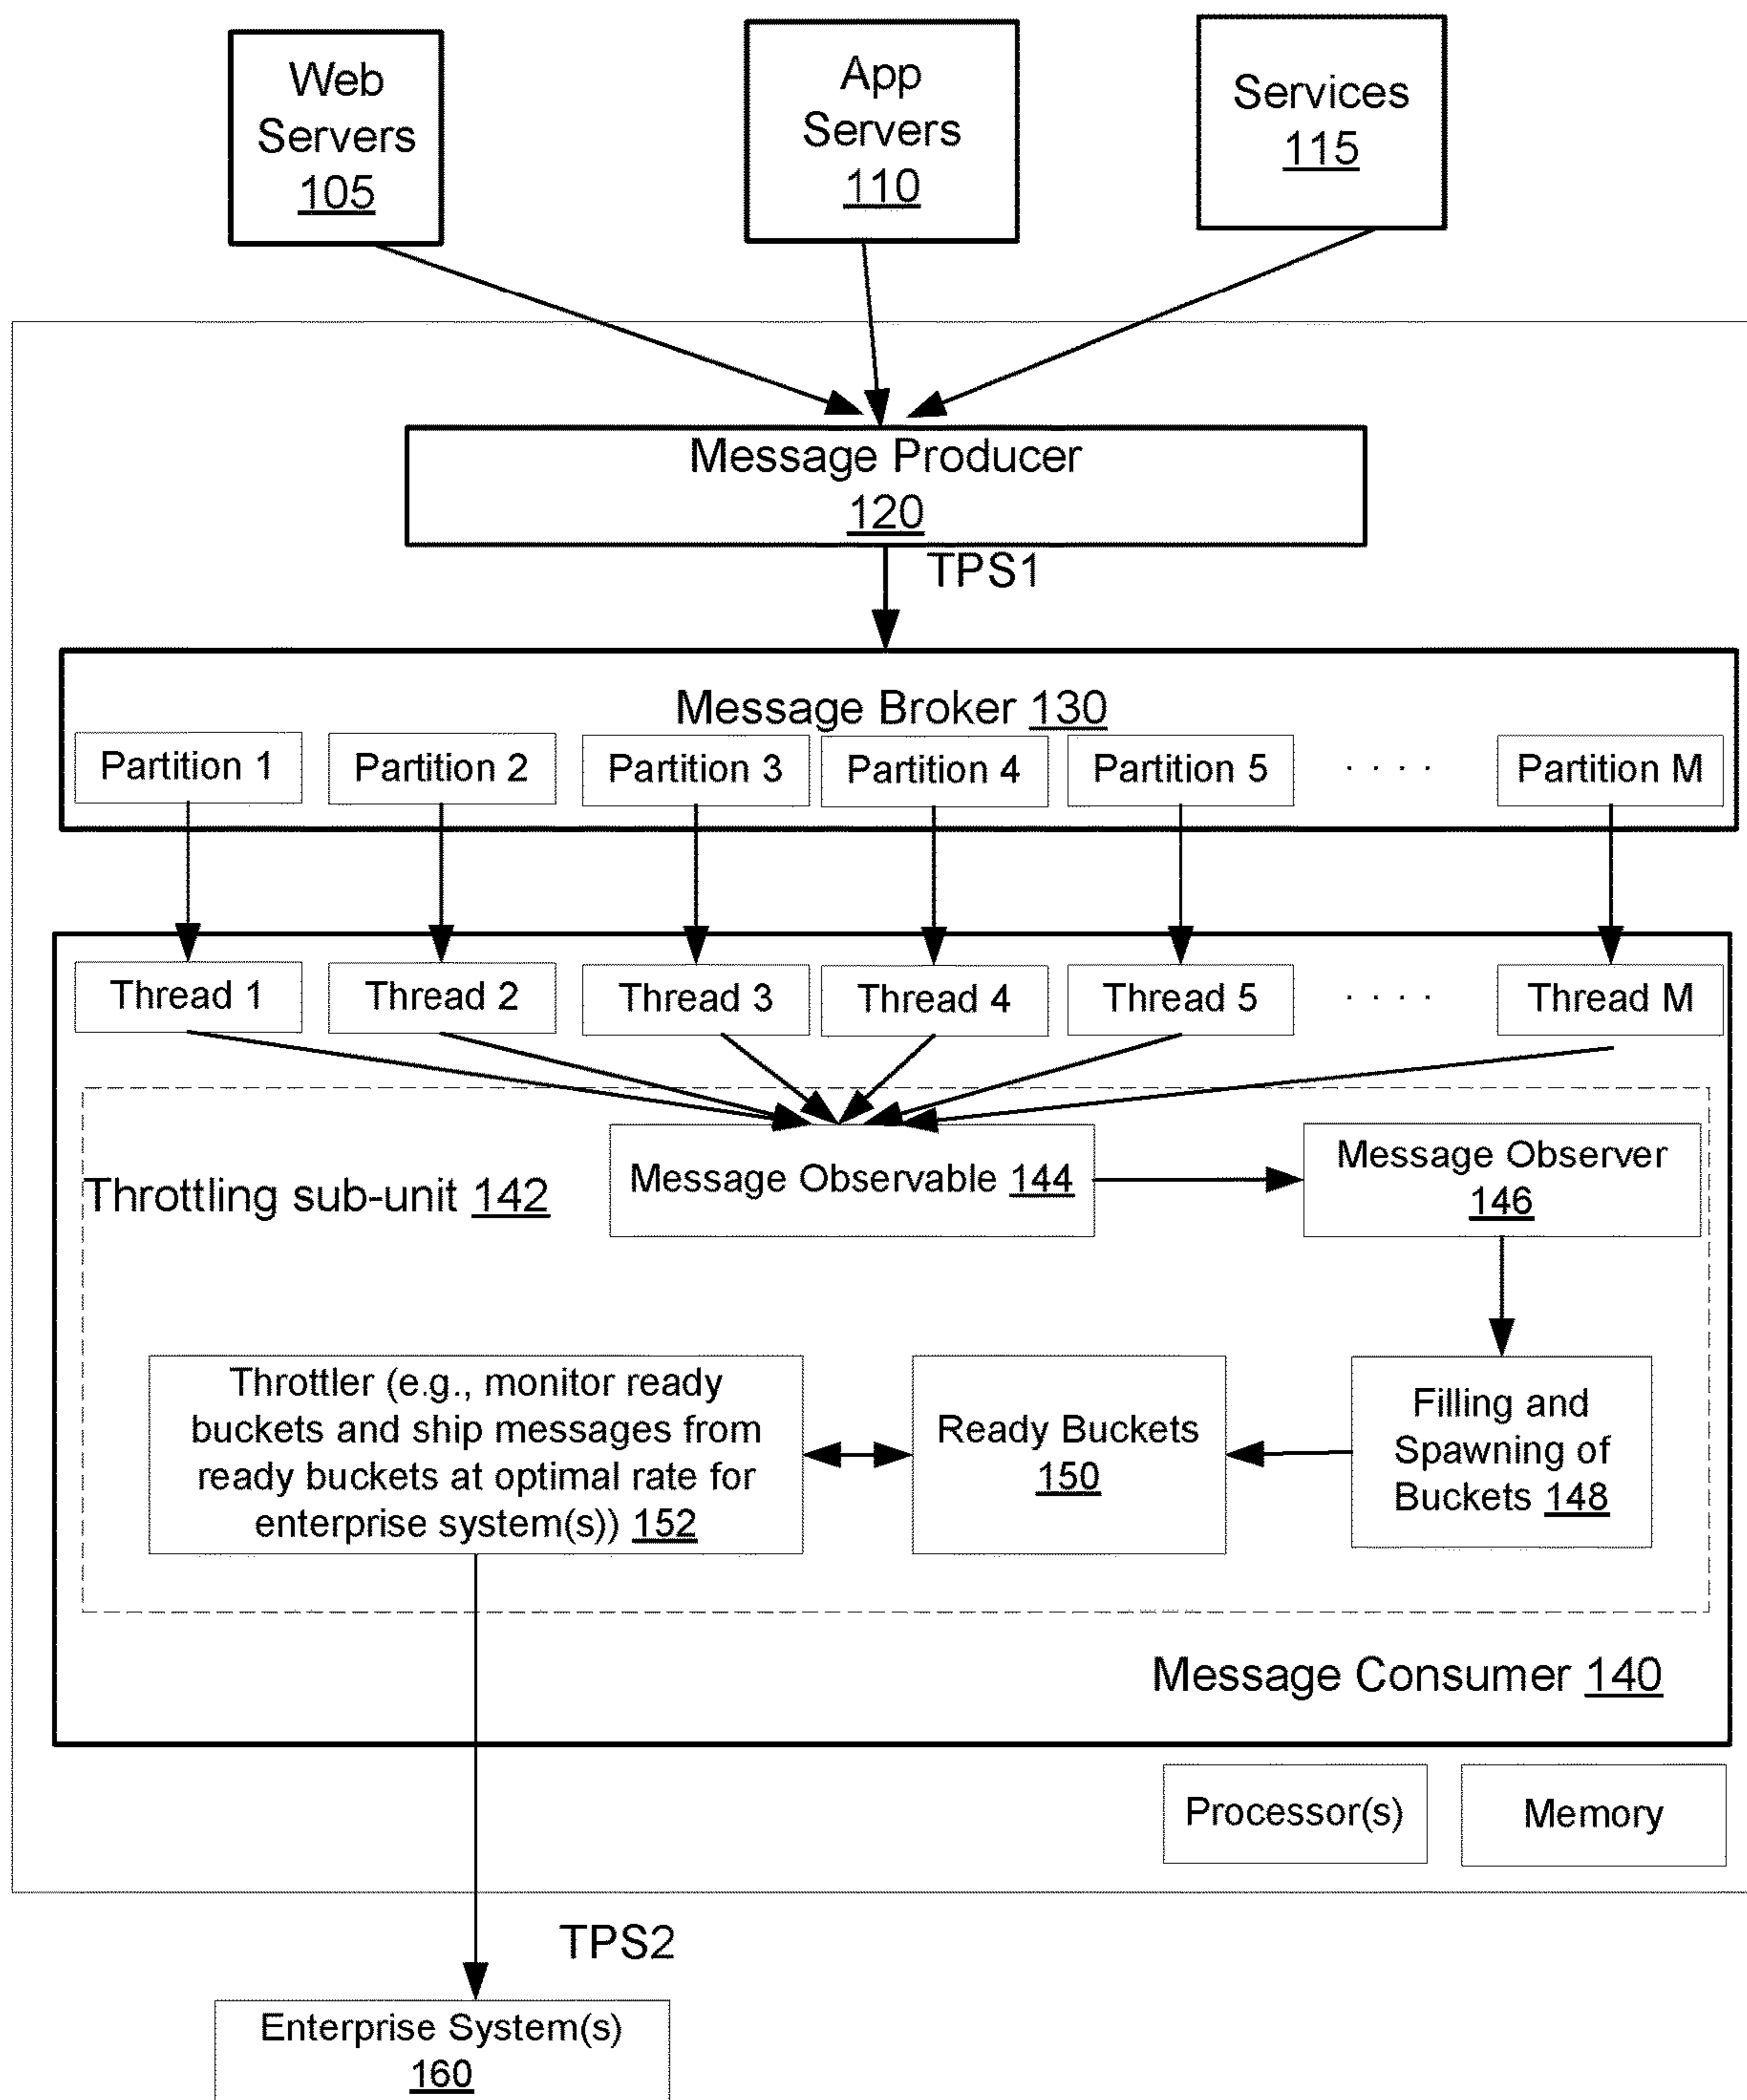 Web
Servers
105
App
Servers
110
Services
115
Message Producer
120
TPS1
Message Broker 130
Partition 1
Partition 2
Partition 3
Partition 4
Partition 5
. . . .
Partition M
Thread 1
Thread 2
Thread 3
Thread 4
Thread 5
. . . .
Thread M
Throttling sub-unit 142
Message Observable 144
Message Observer
146
Throttler (e.g., monitor ready
buckets and ship messages from
ready buckets at optimal rate for
enterprise system(s)) 152
Ready Buckets
150
Filling and
Spawning of
Buckets 148
Message Consumer 140
Processor(s)
Memory
TPS2
Enterprise System(s)
160